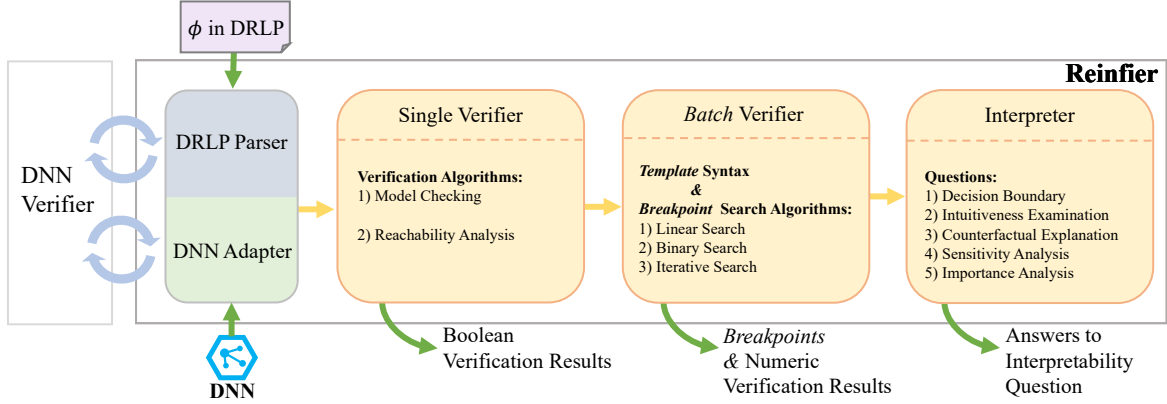 ϕ in DRLP
Reinfier
DNN
Verifier
DRLP Parser
DNN Adapter
DNN
Single Verifier
Verification Algorithms:
1) Model Checking
2) Reachability Analysis
Boolean
Verification Results
Batch Verifier
Template Syntax
&
Breakpoint Search Algorithms:
1) Linear Search
2) Binary Search
3) Iterative Search
Breakpoints
& Numeric
Verification Results
Interpreter
Questions:
1) Decision Boundary
2) Intuitiveness Examination
3) Counterfactual Explanation
4) Sensitivity Analysis
5) Importance Analysis
Answers to
Interpretability
Question